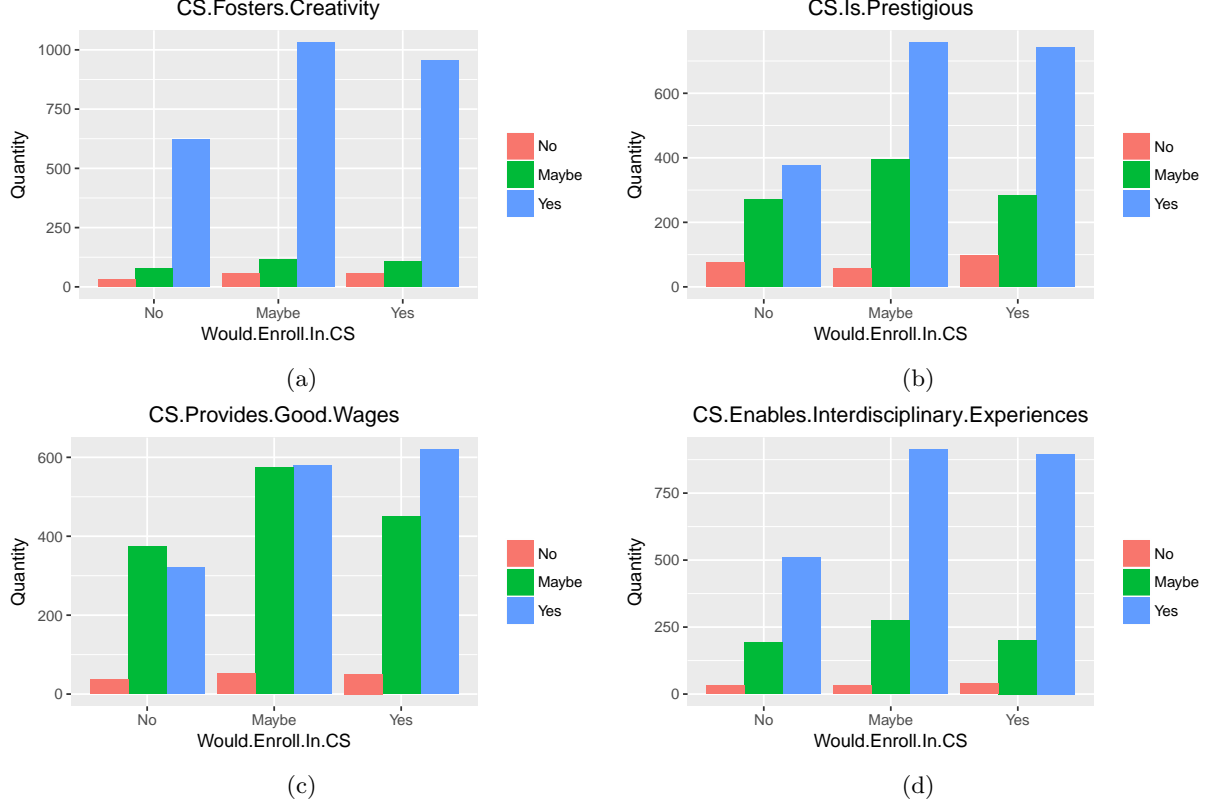 CS.Fosters.Creativity
1000
750
500
250
0
Quantity
No
Maybe
Yes
Would.Enroll.In.CS
No
Maybe
Yes
(a)
CS.Is.Prestigious
600
400
200
0
Quantity
No
Maybe
Yes
Would.Enroll.In.CS
No
Maybe
Yes
(b)
CS.Provides.Good.Wages
600
400
200
0
Quantity
No
Maybe
Yes
Would.Enroll.In.CS
No
Maybe
Yes
(c)
CS.Enables.Interdisciplinary.Experiences
750
500
250
0
Quantity
No
Maybe
Yes
Would.Enroll.In.CS
No
Maybe
Yes
(d)